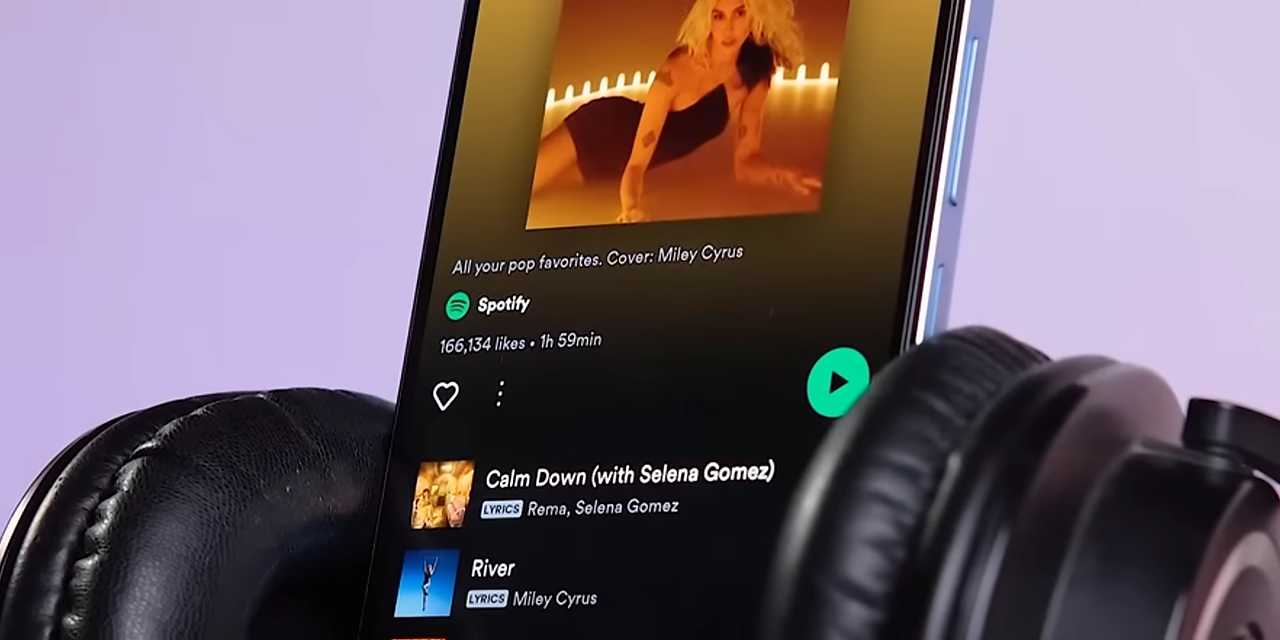 All your pop favorites. Cover: Miley Cyrus
Spotify
166,134 likes • 1h 59min
Calm Down (with Selena Gomez)
LYRICS Rema, Selena Gomez
River
LYRICS Miley Cyrus